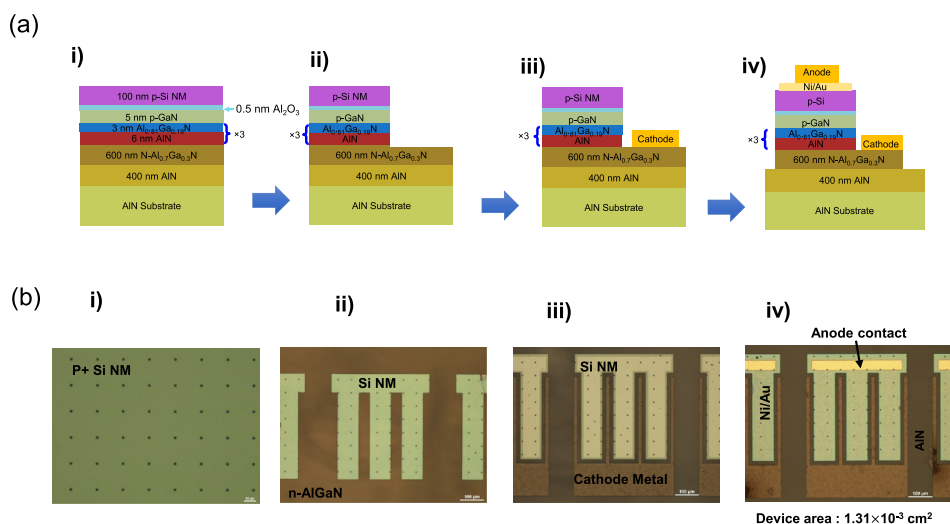 (a)
i)
100 nm p-Si NM
0.5 nm Al₂O₃
5 nm p-GaN
3 nm Al₀.₈₁Ga₀.₁₉N
6 nm AlN
×3
600 nm N-Al₀.₇Ga₀.₃N
400 nm AlN
AlN Substrate
ii)
p-Si NM
p-GaN
Al₀.₈₁Ga₀.₁₉N
AlN
×3
600 nm N-Al₀.₇Ga₀.₃N
400 nm AlN
AlN Substrate
iii)
p-Si NM
p-GaN
Al₀.₈₁Ga₀.₁₉N
AlN
×3
Cathode
600 nm N-Al₀.₇Ga₀.₃N
400 nm AlN
AlN Substrate
iv)
Anode
Ni/Au
p-Si
p-GaN
Al₀.₈₁Ga₀.₁₉N
AlN
×3
Cathode
600 nm N-Al₀.₇Ga₀.₃N
400 nm AlN
AlN Substrate
(b)
i)
P+ Si NM
ii)
Si NM
n-AlGaN
100 μm
iii)
Si NM
Cathode Metal
100 μm
iv)
Anode contact
Ni/Au
AlN
100 μm
Device area : 1.31×10⁻³ cm²